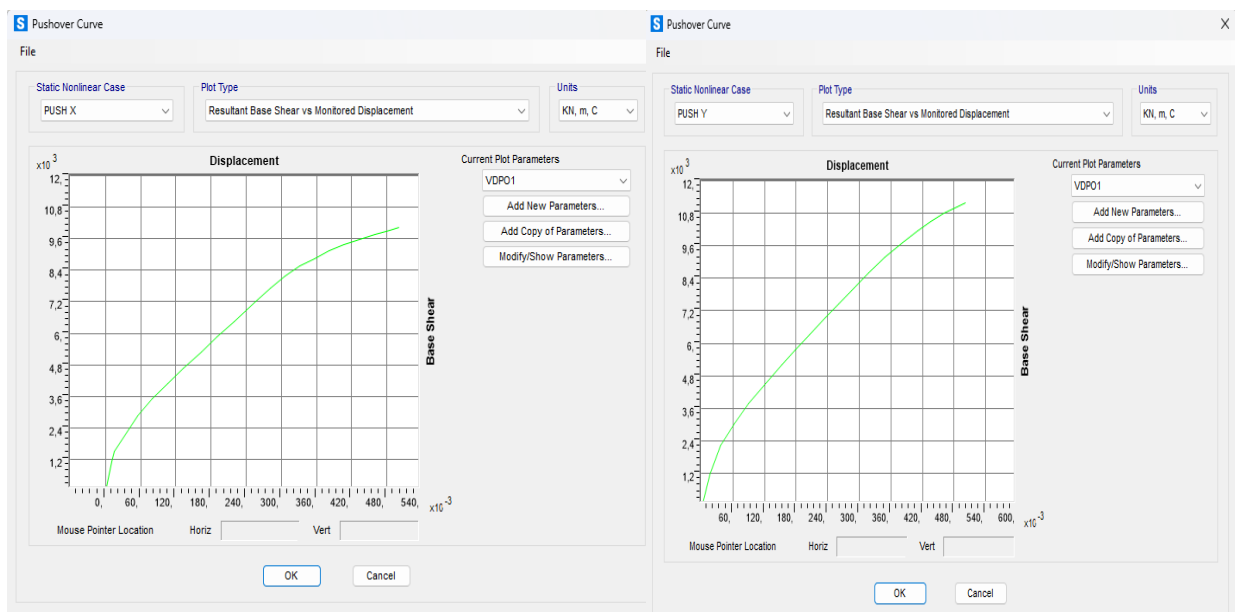 S Pushover Curve
File
Static Nonlinear Case
PUSH X
Plot Type
Resultant Base Shear vs Monitored Displacement
Units
KN, m, C
x10 3
Displacement
12,
10,8
9,6
8,4
7,2
6,
4,8
3,6
2,4
1,2
0, 60, 120, 180, 240, 300, 360, 420, 480, 540, x10 -3
Base Shear
Current Plot Parameters
VDPO1
Add New Parameters...
Add Copy of Parameters...
Modify/Show Parameters...
Mouse Pointer Location Horiz Vert
OK Cancel
S Pushover Curve X
File
Static Nonlinear Case
PUSH Y
Plot Type
Resultant Base Shear vs Monitored Displacement
Units
KN, m, C
x10 3
Displacement
12,
10,8
9,6
8,4
7,2
6,
4,8
3,6
2,4
1,2
60, 120, 180, 240, 300, 360, 420, 480, 540, 600, x10 -3
Base Shear
Current Plot Parameters
VDPO1
Add New Parameters...
Add Copy of Parameters...
Modify/Show Parameters...
Mouse Pointer Location Horiz Vert
OK Cancel